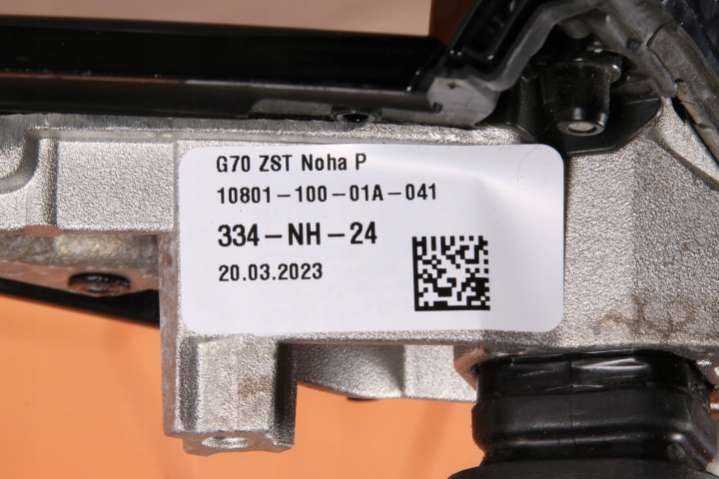 G70 ZST Noha P
10801-100-01A-041
334-NH-24
20.03.2023